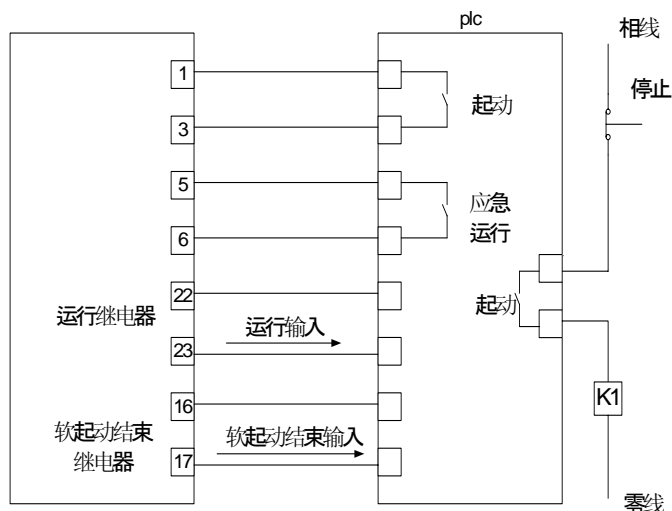 plc
相线
停止
1
3
起动
5
6
应急
运行
22
23
运行继电器
运行输入
起动
16
17
软起动结束
继电器
软起动结束输入
K1
零线